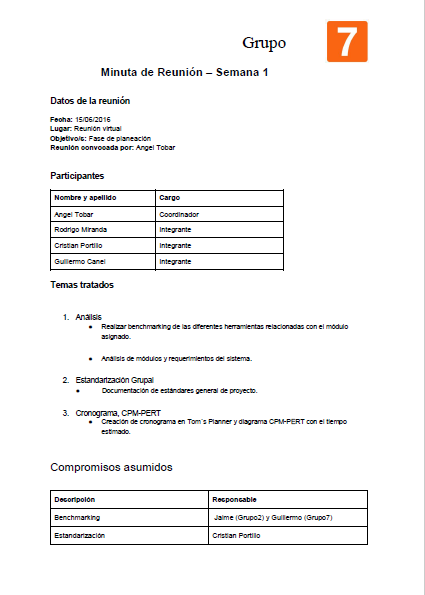 Grupo 7
Minuta de Reunión – Semana 1
Datos de la reunión
Fecha: 15/06/2016
Lugar: Reunión virtual
Objetivo/s: Fase de planeación
Reunión convocada por: Angel Tobar
Participantes
Nombre y apellido Cargo
Angel Tobar Coordinador
Rodrigo Miranda Integrante
Cristian Portillo Integrante
Guillermo Canel Integrante
Temas tratados
1. Análisis
● Realizar benchmarking de las diferentes herramientas relacionadas con el módulo
asignado.
● Análisis de módulos y requerimientos del sistema.
2. Estandarización Grupal
● Documentación de estándares general de proyecto.
3. Cronograma, CPM-PERT
● Creación de cronograma en Tom´s Planner y diagrama CPM-PERT con el tiempo
estimado.
Compromisos asumidos
Descripción Responsable
Benchmarking Jaime (Grupo2) y Guillermo (Grupo7)
Estandarización Cristian Portillo